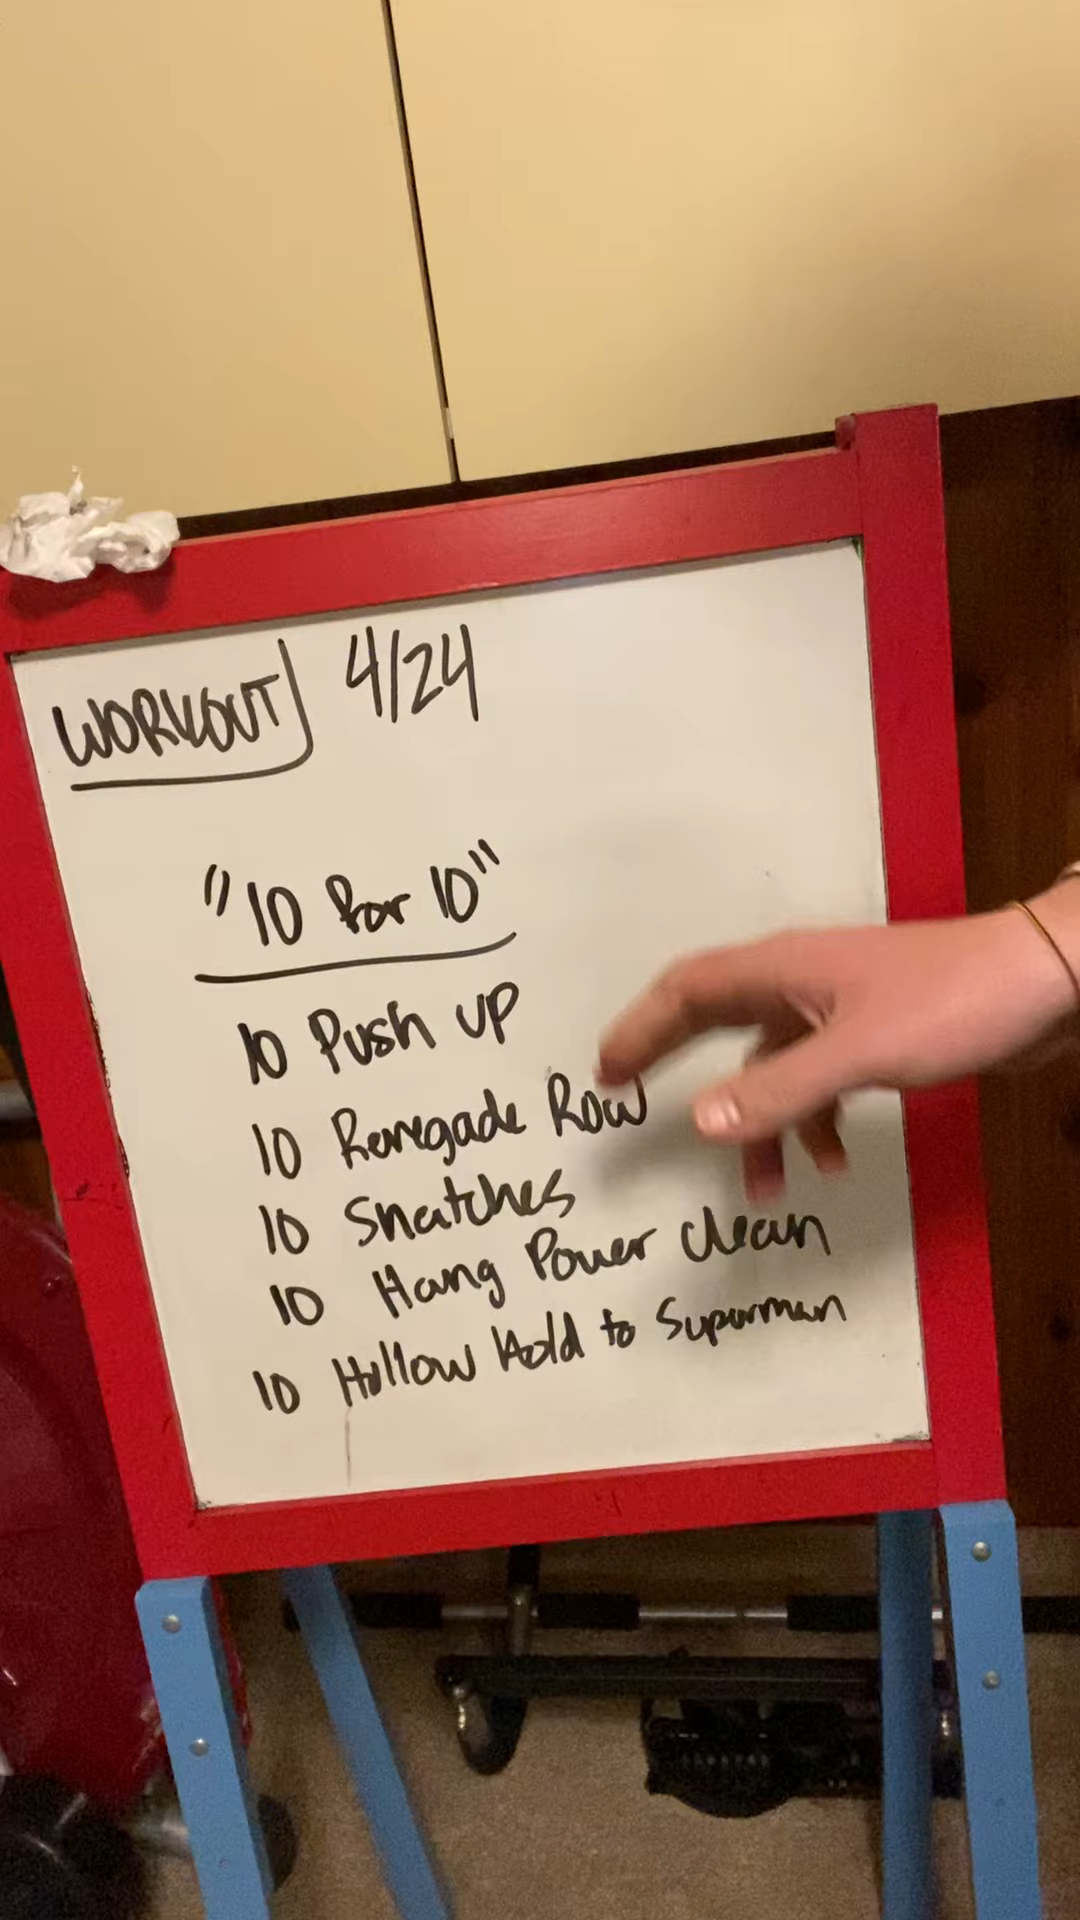 WORKOUT 4/24
"10 for 10"
10 Push up
10 Renegade Row
10 Snatches
10 Hang Power clean
10 Hollow Hold to Superman